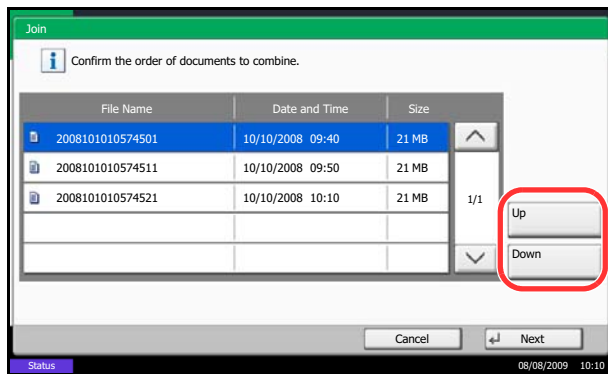 Join
Confirm the order of documents to combine.
File Name Date and Time Size
2008101010574501 10/10/2008 09:40 21 MB
2008101010574511 10/10/2008 09:50 21 MB
2008101010574521 10/10/2008 10:10 21 MB
1/1
Up
Down
Cancel Next
Status 08/08/2009 10:10